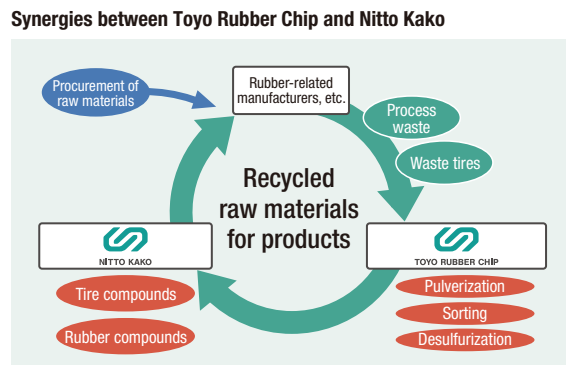 Synergies between Toyo Rubber Chip and Nitto Kako
Procurement of
raw materials
Rubber-related
manufacturers, etc.
Process
waste
Waste tires
Recycled
raw materials
for products
NITTO KAKO
TOYO RUBBER CHIP
Tire compounds
Rubber compounds
Pulverization
Sorting
Desulfurization